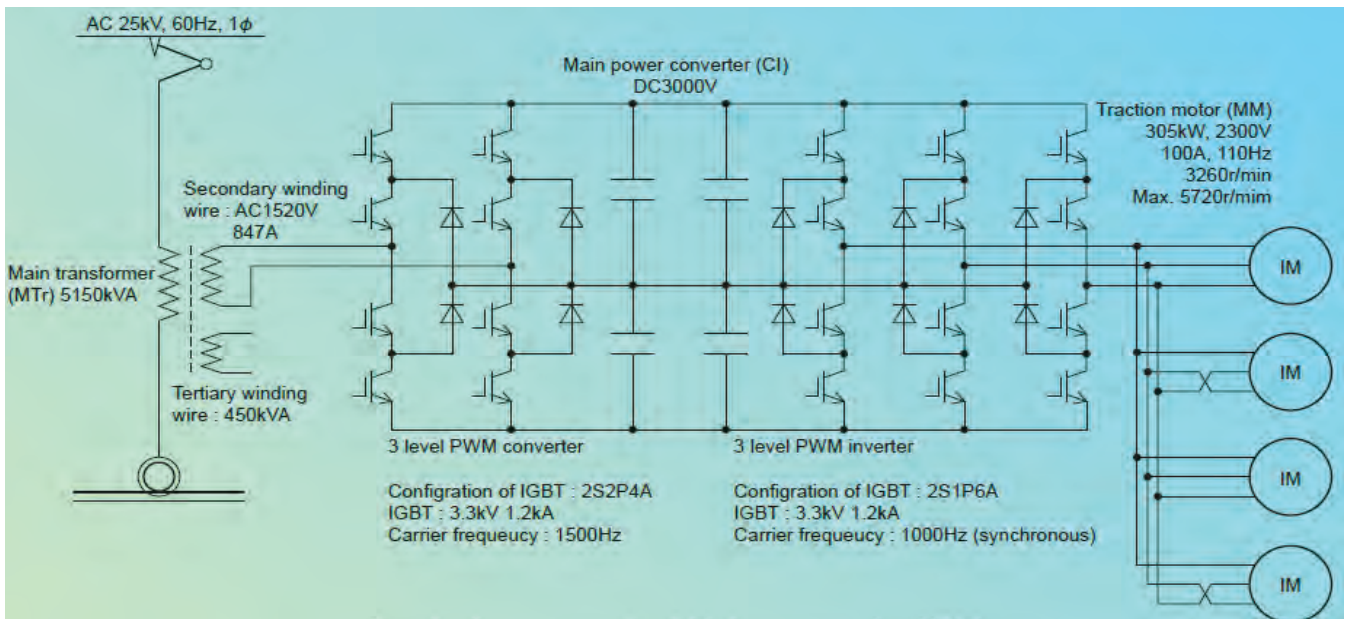 AC 25kV, 60Hz, 1ϕ
Main power converter (CI)
DC3000V
Traction motor (MM)
305kW, 2300V
100A, 110Hz
3260r/min
Max. 5720r/mim
Secondary winding
wire : AC1520V
847A
Main transformer
(MTr) 5150kVA
Tertiary winding
wire : 450kVA
IM
IM
IM
IM
3 level PWM converter
Configration of IGBT : 2S2P4A
IGBT : 3.3kV 1.2kA
Carrier frequeucy : 1500Hz
3 level PWM inverter
Configration of IGBT : 2S1P6A
IGBT : 3.3kV 1.2kA
Carrier frequeucy : 1000Hz (synchronous)